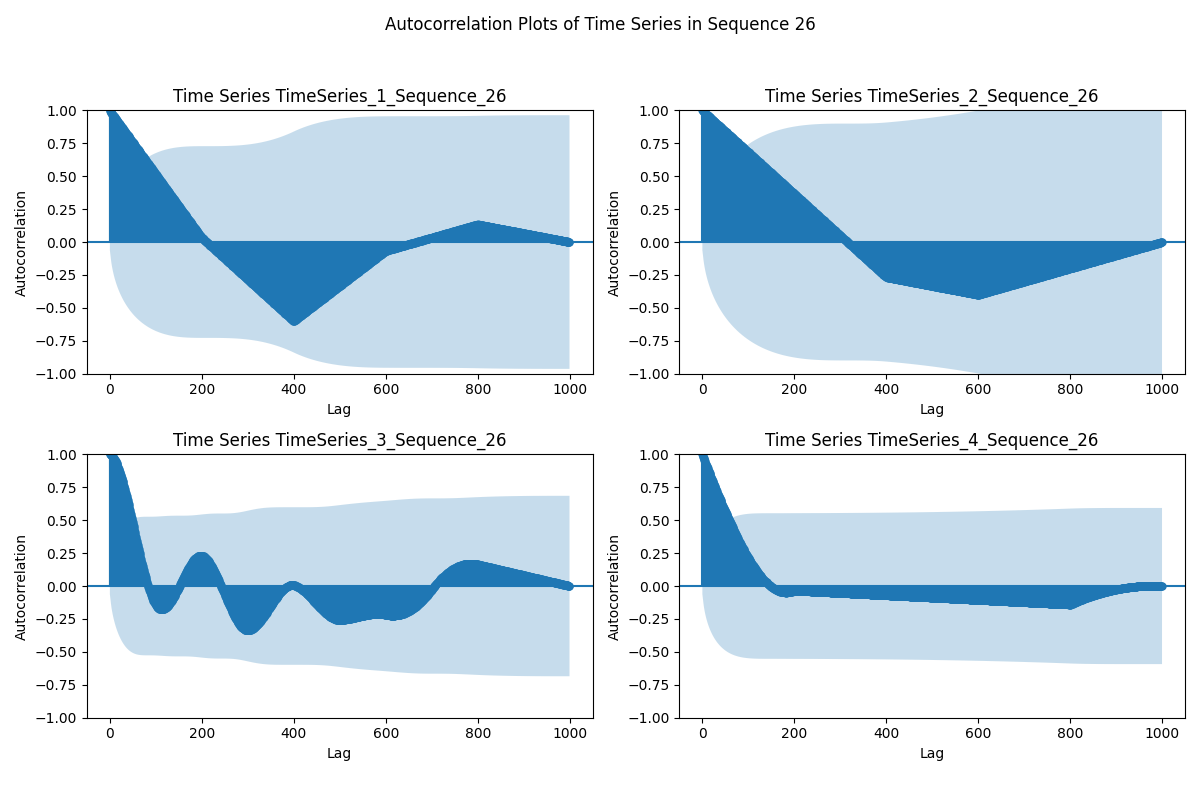 Autocorrelation Plots of Time Series in Sequence 26
Time Series TimeSeries_1_Sequence_26
1.00
0.75
0.50
0.25
0.00
−0.25
−0.50
−0.75
−1.00
Autocorrelation
0 200 400 600 800 1000
Lag
Time Series TimeSeries_2_Sequence_26
1.00
0.75
0.50
0.25
0.00
−0.25
−0.50
−0.75
−1.00
Autocorrelation
0 200 400 600 800 1000
Lag
Time Series TimeSeries_3_Sequence_26
1.00
0.75
0.50
0.25
0.00
−0.25
−0.50
−0.75
−1.00
Autocorrelation
0 200 400 600 800 1000
Lag
Time Series TimeSeries_4_Sequence_26
1.00
0.75
0.50
0.25
0.00
−0.25
−0.50
−0.75
−1.00
Autocorrelation
0 200 400 600 800 1000
Lag